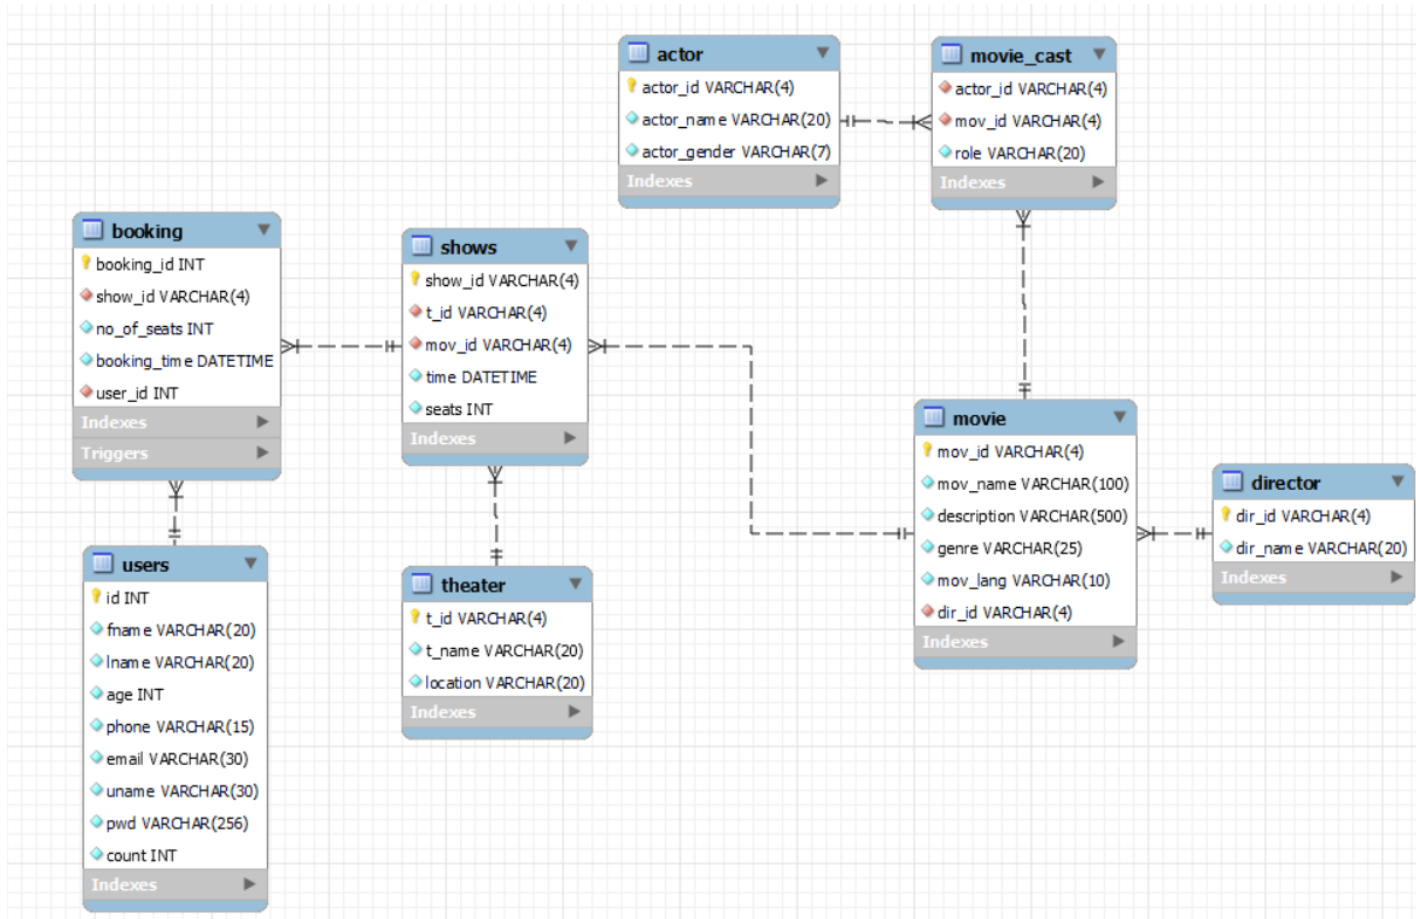 actor
actor_id VARCHAR(4)
actor_name VARCHAR(20)
actor_gender VARCHAR(7)
Indexes
movie_cast
actor_id VARCHAR(4)
mov_id VARCHAR(4)
role VARCHAR(20)
Indexes
booking
booking_id INT
show_id VARCHAR(4)
no_of_seats INT
booking_time DATETIME
user_id INT
Indexes
Triggers
shows
show_id VARCHAR(4)
t_id VARCHAR(4)
mov_id VARCHAR(4)
time DATETIME
seats INT
Indexes
movie
mov_id VARCHAR(4)
mov_name VARCHAR(100)
description VARCHAR(500)
genre VARCHAR(25)
mov_lang VARCHAR(10)
dir_id VARCHAR(4)
Indexes
director
dir_id VARCHAR(4)
dir_name VARCHAR(20)
Indexes
users
id INT
fname VARCHAR(20)
lname VARCHAR(20)
age INT
phone VARCHAR(15)
email VARCHAR(30)
uname VARCHAR(30)
pwd VARCHAR(256)
count INT
Indexes
theater
t_id VARCHAR(4)
t_name VARCHAR(20)
location VARCHAR(20)
Indexes